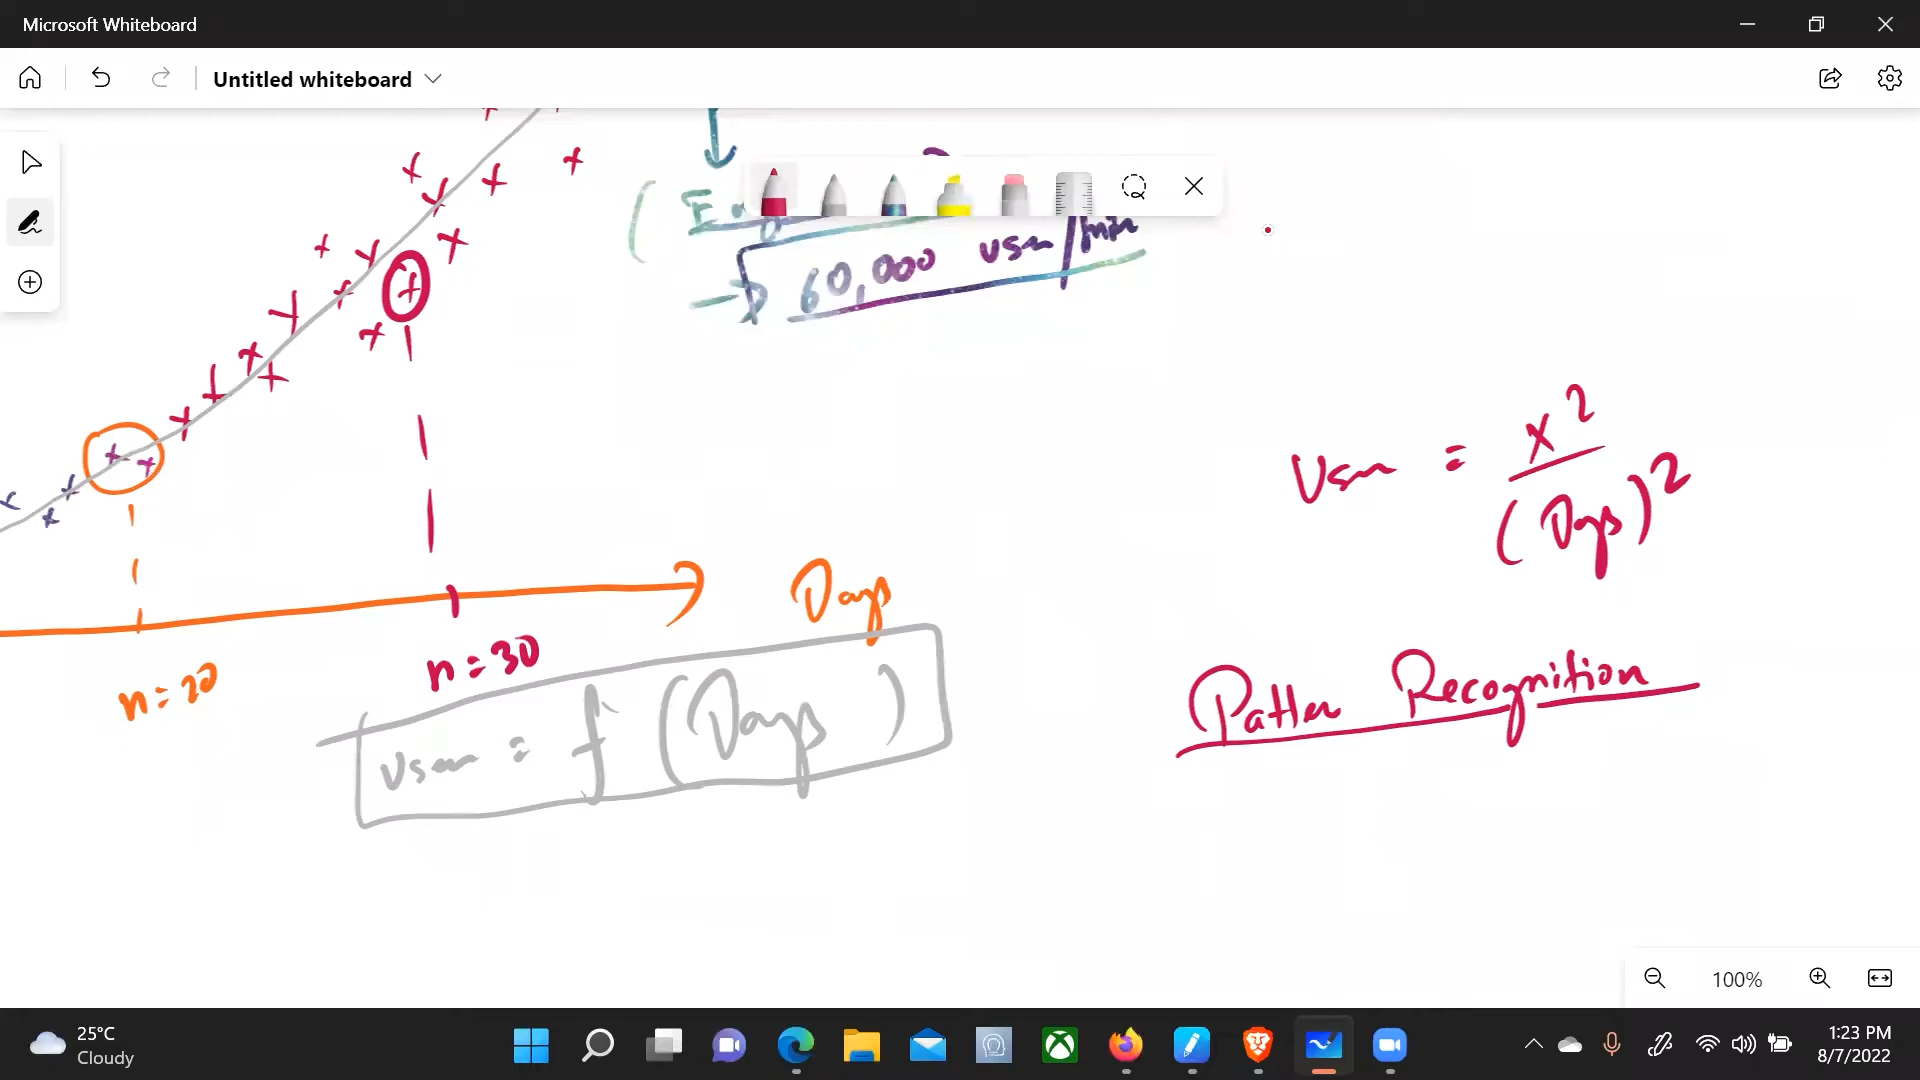 Microsoft Whiteboard
Untitled whiteboard
60,000 user/min
User = x² / (Days)²
Days
n = 20
n = 30
User = f (Days)
Patter Recognition
100%
25°C
Cloudy
1:23 PM
8/7/2022